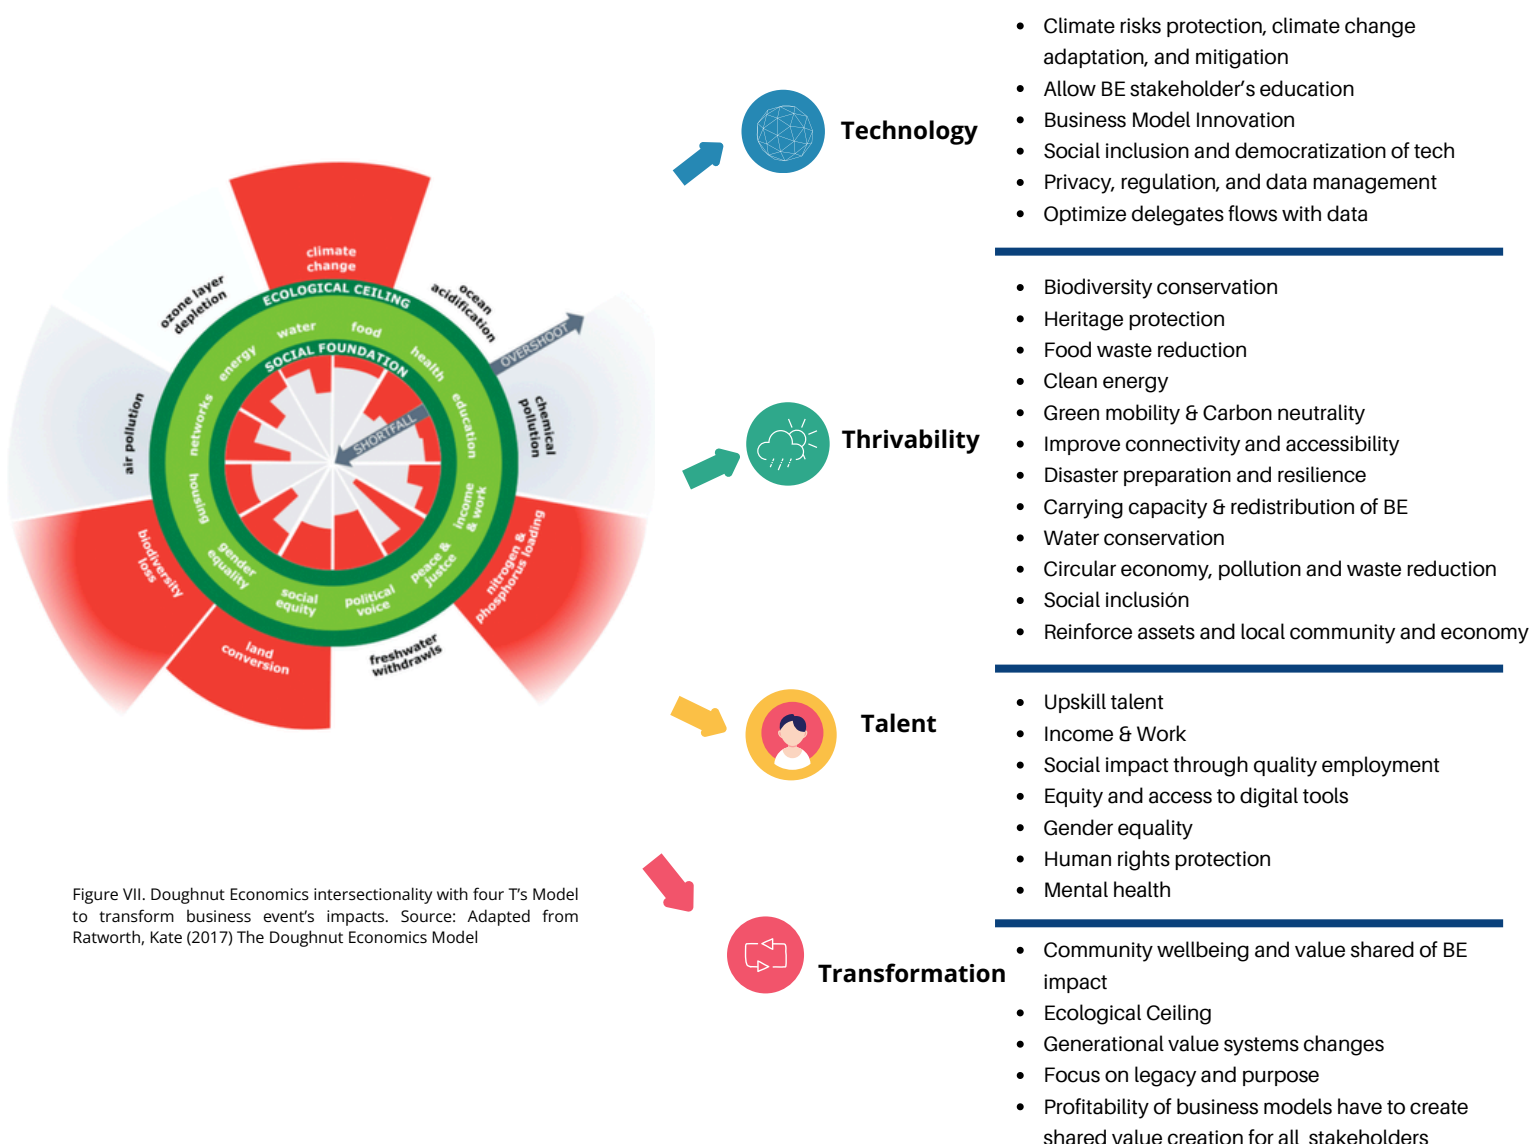 climate
change
ozone layer
depletion
ocean
acidification
ECOLOGICAL CEILING
OVERSHOOT
water
food
energy
health
SOCIAL FOUNDATION
air pollution
networks
education
chemical
pollution
SHORTFALL
housing
income
& work
biodiversity
loss
gender
equality
social
equity
political
voice
peace &
justce
nitrogen &
phosphorus loading
land
conversion
freshwater
withdrawls
Figure VII. Doughnut Economics intersectionality with four T's Model
to transform business event's impacts. Source: Adapted from
Ratworth, Kate (2017) The Doughnut Economics Model
Technology
• Climate risks protection, climate change
adaptation, and mitigation
• Allow BE stakeholder's education
• Business Model Innovation
• Social inclusion and democratization of tech
• Privacy, regulation, and data management
• Optimize delegates flows with data
Thrivability
• Biodiversity conservation
• Heritage protection
• Food waste reduction
• Clean energy
• Green mobility & Carbon neutrality
• Improve connectivity and accessibility
• Disaster preparation and resilience
• Carrying capacity & redistribution of BE
• Water conservation
• Circular economy, pollution and waste reduction
• Social inclusión
• Reinforce assets and local community and economy
Talent
• Upskill talent
• Income & Work
• Social impact through quality employment
• Equity and access to digital tools
• Gender equality
• Human rights protection
• Mental health
Transformation
• Community wellbeing and value shared of BE
impact
• Ecological Ceiling
• Generational value systems changes
• Focus on legacy and purpose
• Profitability of business models have to create
shared value creation for all stakeholders